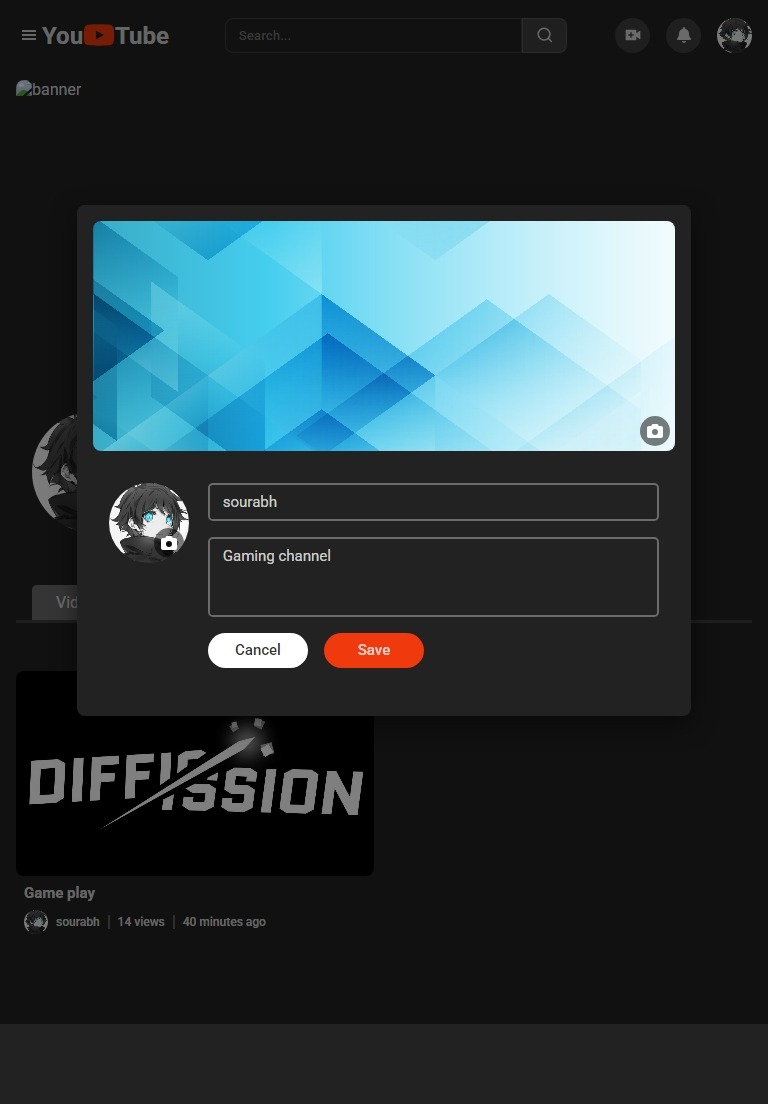 YouTube
Search...
banner
sourabh
Gaming channel
Vid
Cancel
Save
DIFFISSION
Game play
sourabh | 14 views | 40 minutes ago